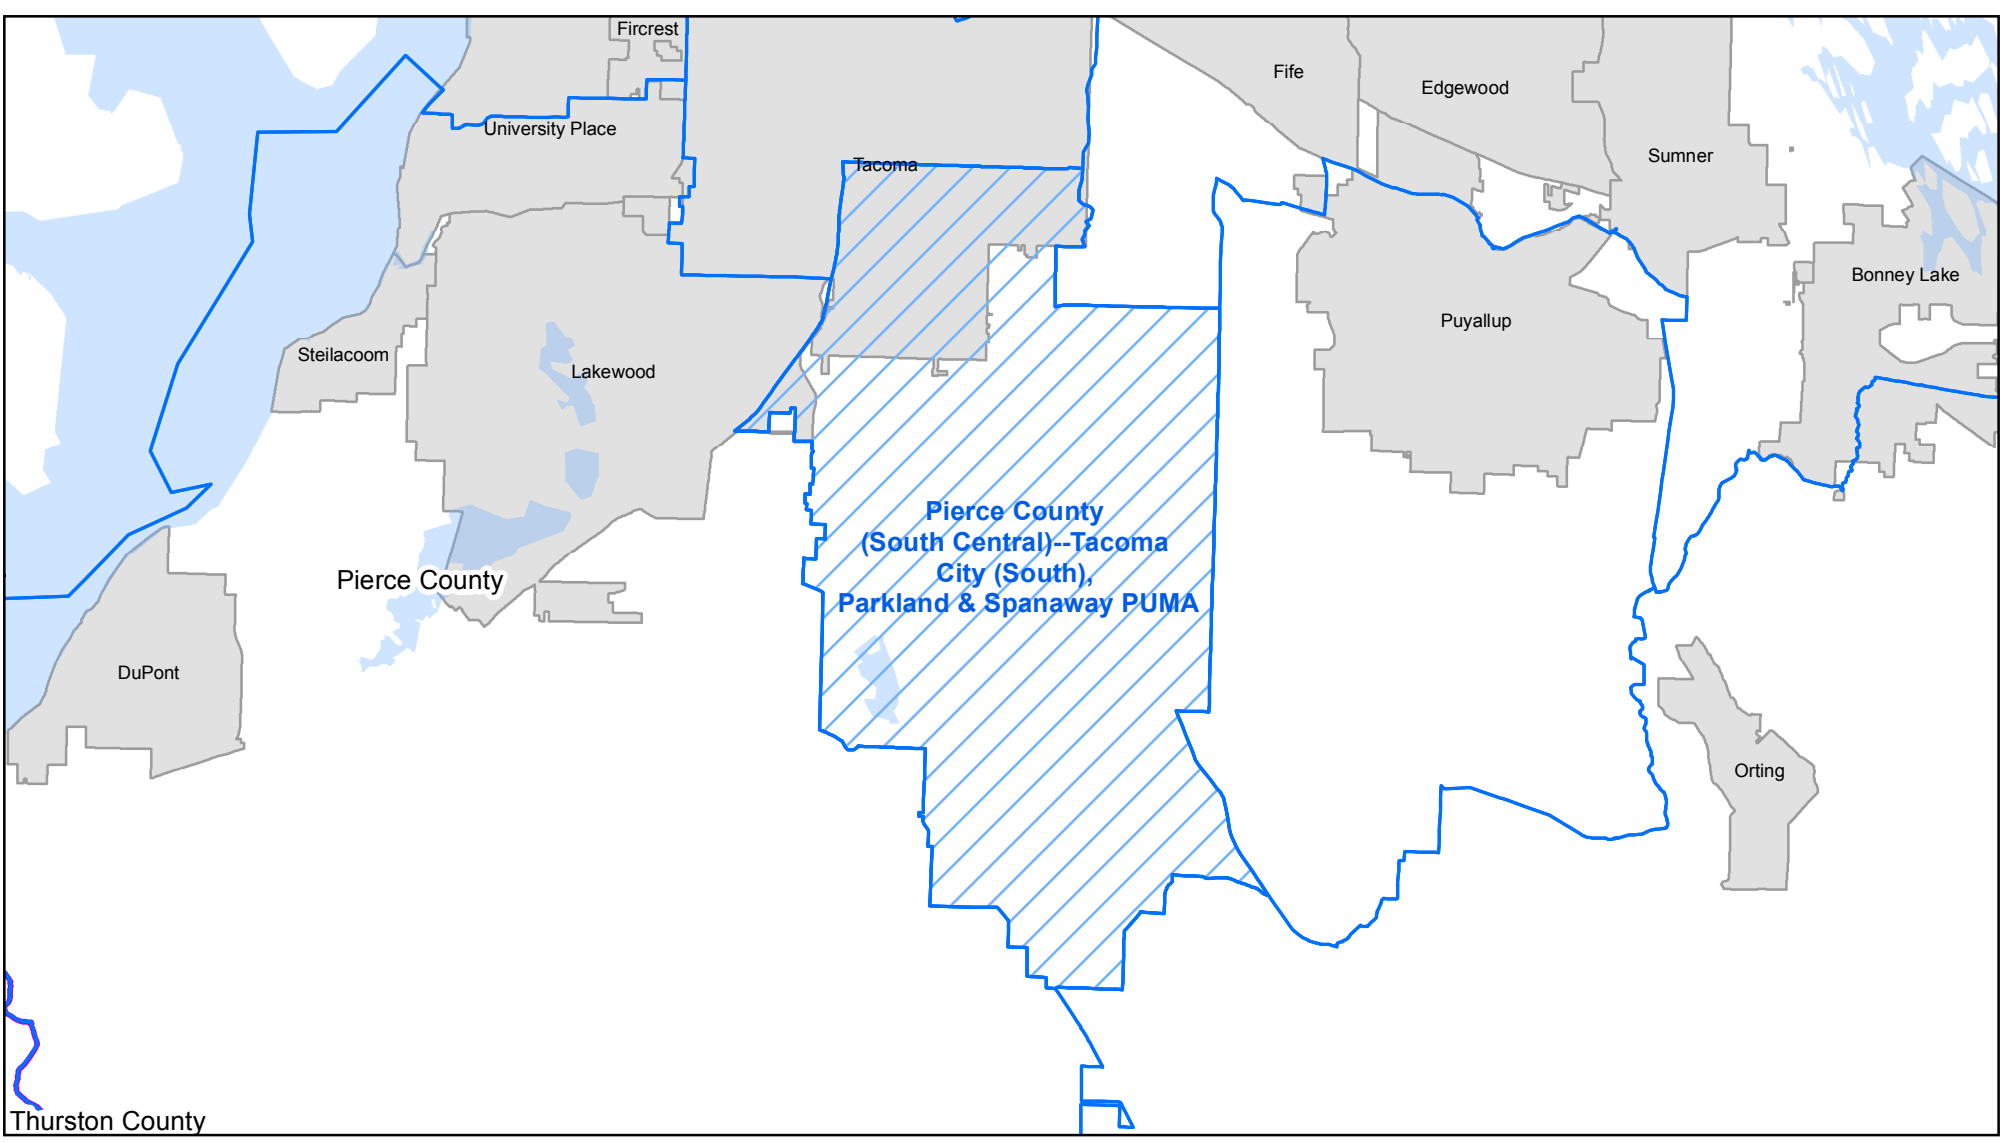 Fircrest
Fife
Edgewood
University Place
Sumner
Tacoma
Bonney Lake
Puyallup
Steilacoom
Lakewood
Pierce County
(South Central)--Tacoma
City (South),
Parkland & Spanaway PUMA
Pierce County
DuPont
Orting
Thurston County